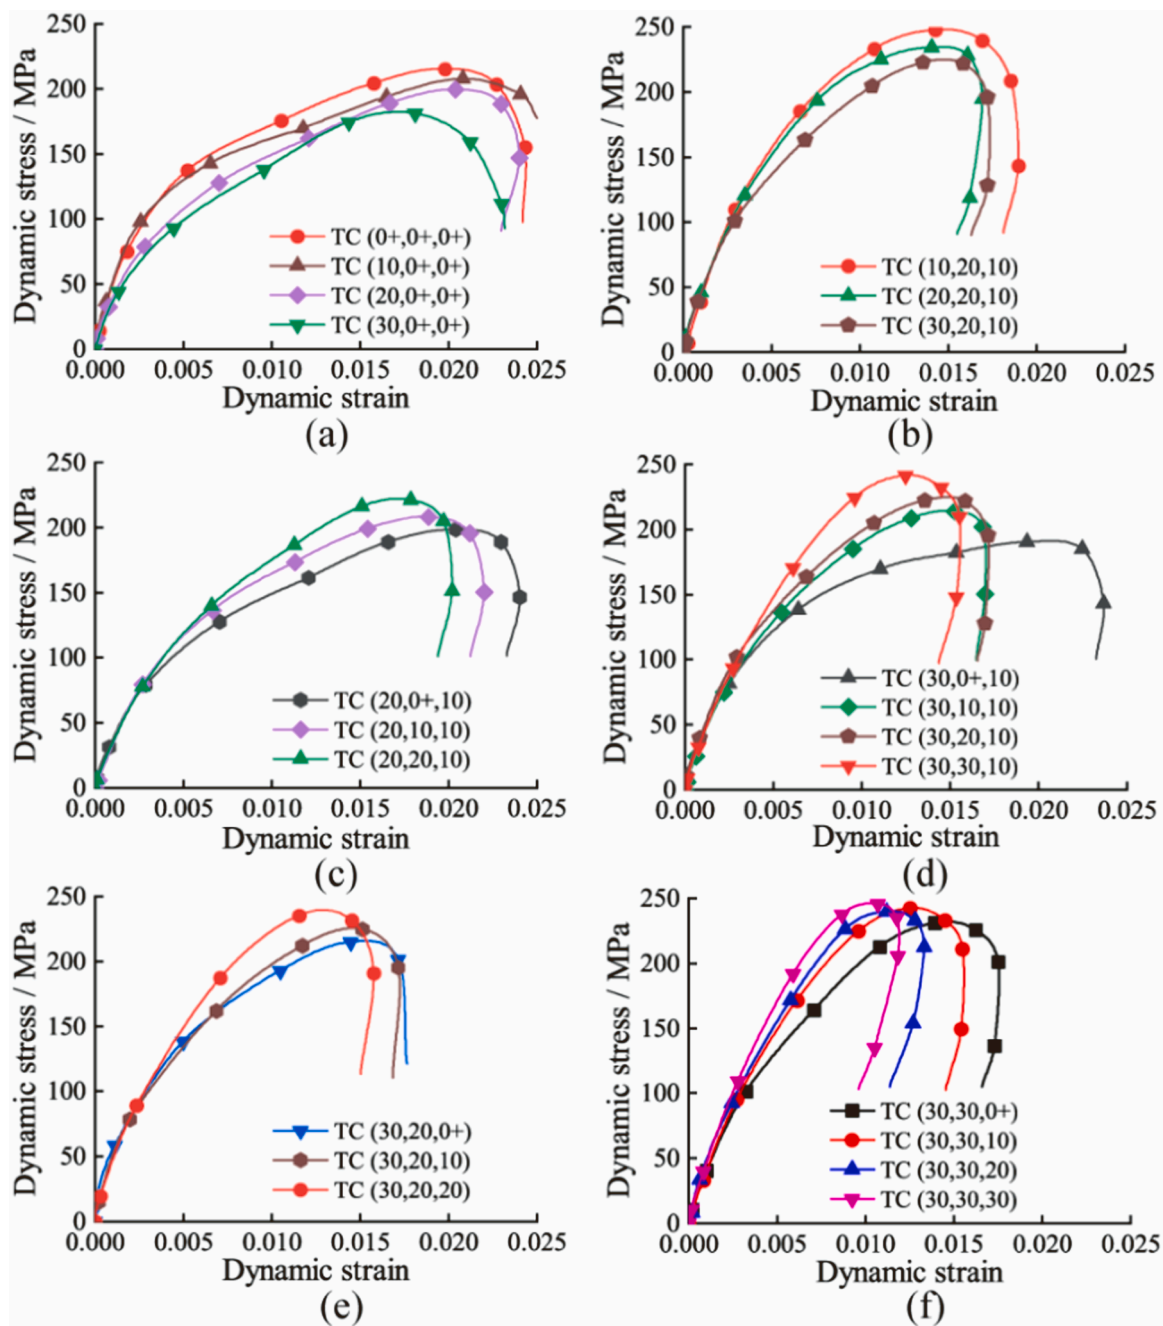 250
200
150
100
50
0
Dynamic stress / MPa
TC (0+,0+,0+)
TC (10,0+,0+)
TC (20,0+,0+)
TC (30,0+,0+)
0.000 0.005 0.010 0.015 0.020 0.025
Dynamic strain
(a)
250
200
150
100
50
0
Dynamic stress / MPa
TC (10,20,10)
TC (20,20,10)
TC (30,20,10)
0.000 0.005 0.010 0.015 0.020 0.025
Dynamic strain
(b)
250
200
150
100
50
0
Dynamic stress / MPa
TC (20,0+,10)
TC (20,10,10)
TC (20,20,10)
0.000 0.005 0.010 0.015 0.020 0.025
Dynamic strain
(c)
250
200
150
100
50
0
Dynamic stress / MPa
TC (30,0+,10)
TC (30,10,10)
TC (30,20,10)
TC (30,30,10)
0.000 0.005 0.010 0.015 0.020 0.025
Dynamic strain
(d)
250
200
150
100
50
0
Dynamic stress / MPa
TC (30,20,0+)
TC (30,20,10)
TC (30,20,20)
0.000 0.005 0.010 0.015 0.020 0.025
Dynamic strain
(e)
250
200
150
100
50
0
Dynamic stress / MPa
TC (30,30,0+)
TC (30,30,10)
TC (30,30,20)
TC (30,30,30)
0.000 0.005 0.010 0.015 0.020 0.025
Dynamic strain
(f)